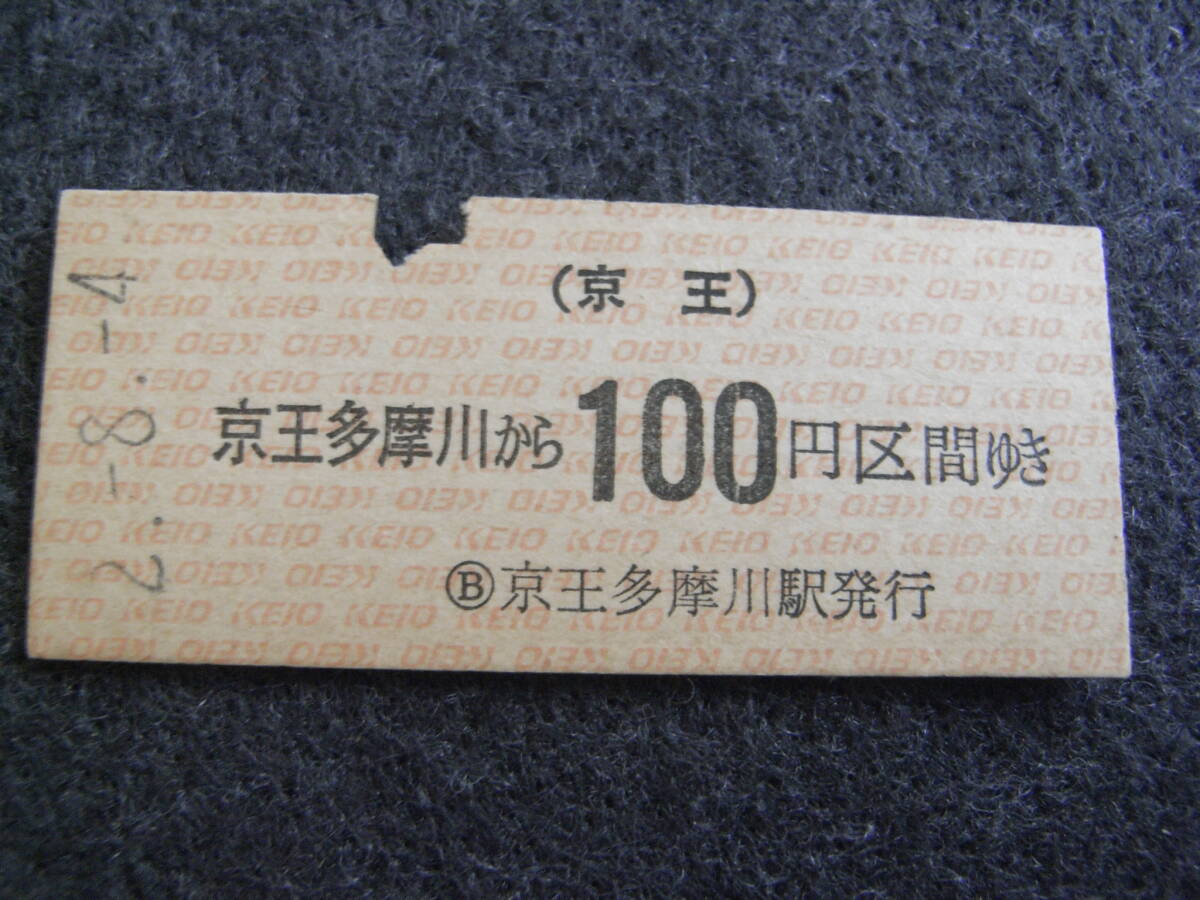 2.-8.-4
（京　王）
京王多摩川から100円区間ゆき
Ⓑ京王多摩川駅発行